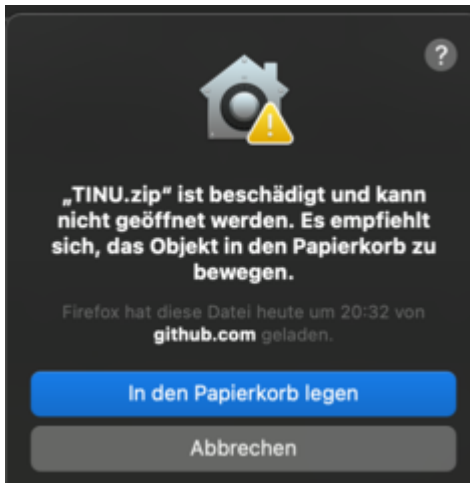 ?
„TINU.zip“ ist beschädigt und kann
nicht geöffnet werden. Es empfiehlt
sich, das Objekt in den Papierkorb zu
bewegen.
Firefox hat diese Datei heute um 20:32 von
github.com geladen.
In den Papierkorb legen
Abbrechen